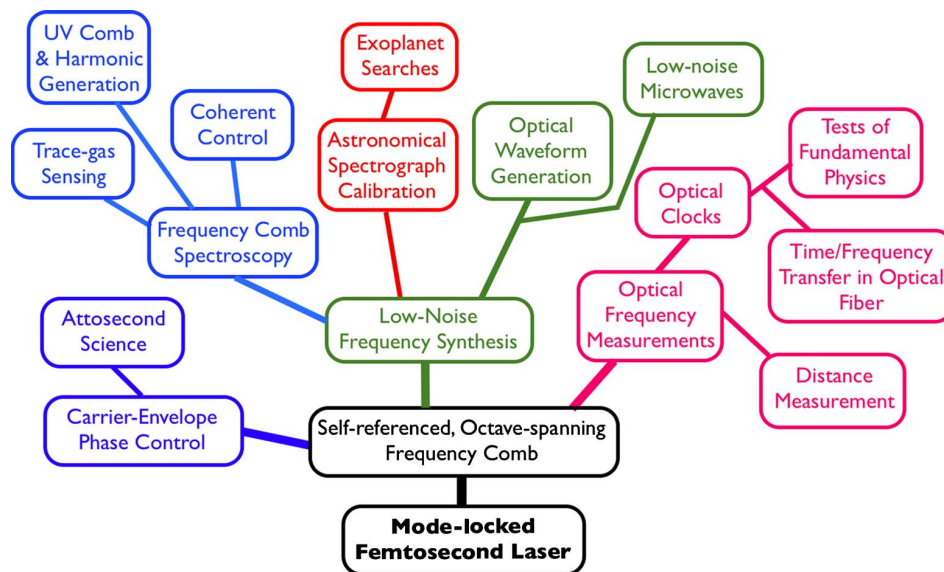 UV Comb
& Harmonic
Generation
Exoplanet
Searches
Low-noise
Microwaves
Coherent
Control
Optical
Waveform
Generation
Tests of
Fundamental
Physics
Trace-gas
Sensing
Astronomical
Spectrograph
Calibration
Optical
Clocks
Frequency Comb
Spectroscopy
Time/Frequency
Transfer in Optical
Fiber
Optical
Frequency
Measurements
Attosecond
Science
Low-Noise
Frequency Synthesis
Distance
Measurement
Carrier-Envelope
Phase Control
Self-referenced, Octave-spanning
Frequency Comb
Mode-locked
Femtosecond Laser